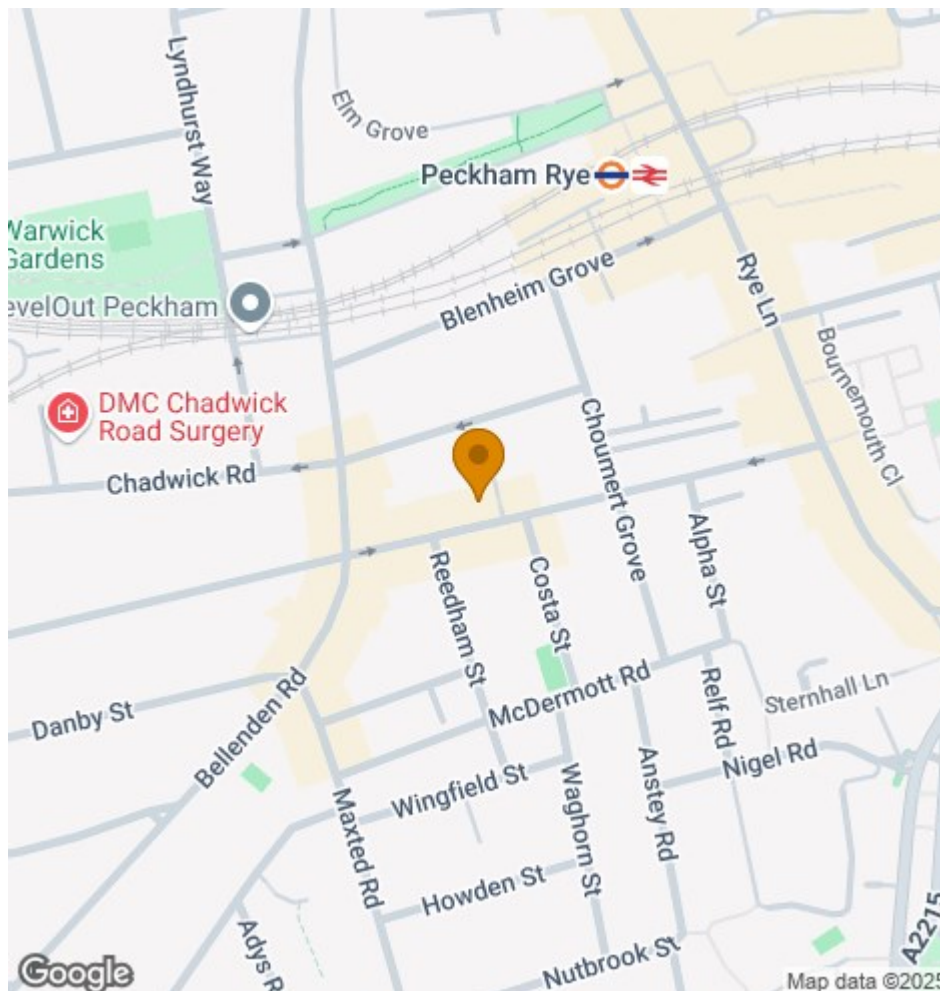 Lyndhurst Way
Elm Grove
Peckham Rye
Warwick
Gardens
evelOut Peckham
Blenheim Grove
Rye Ln
Bournemouth Cl
DMC Chadwick
Road Surgery
Chadwick Rd
Choumert Grove
Alpha St
Reedham St
Costa St
Danby St
Bellenden Rd
McDermott Rd
Relf Rd
Sternhall Ln
Nigel Rd
Wingfield St
Maxted Rd
Waghorn St
Anstey Rd
Howden St
Adys R
Nutbrook St
A2215
Google
Map data ©2025